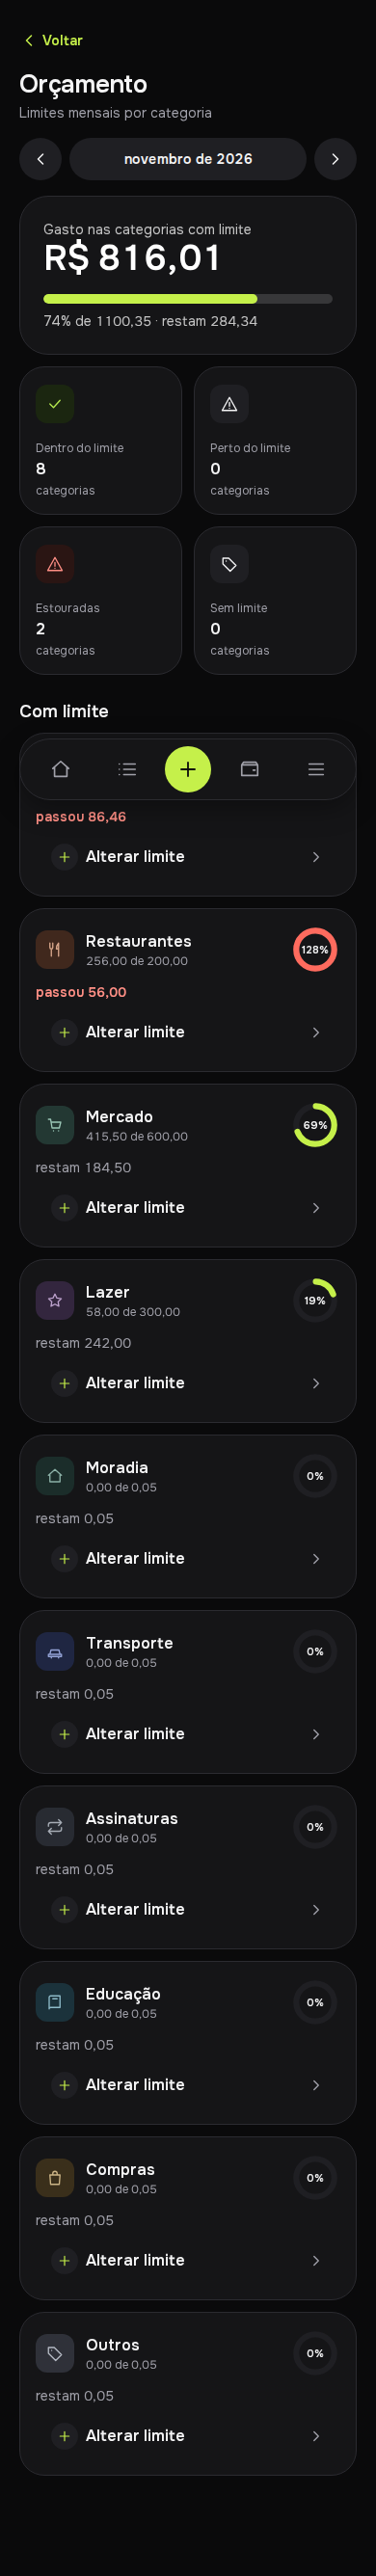 Voltar
Orçamento
Limites mensais por categoria
novembro de 2026
Gasto nas categorias com limite
R$ 816,01
74% de 1100,35 · restam 284,34
Dentro do limite
8
categorias
Perto do limite
0
categorias
Estouradas
2
categorias
Sem limite
0
categorias
Com limite
passou 86,46
Alterar limite
Restaurantes
256,00 de 200,00
128%
passou 56,00
Alterar limite
Mercado
415,50 de 600,00
69%
restam 184,50
Alterar limite
Lazer
58,00 de 300,00
19%
restam 242,00
Alterar limite
Moradia
0,00 de 0,05
0%
restam 0,05
Alterar limite
Transporte
0,00 de 0,05
0%
restam 0,05
Alterar limite
Assinaturas
0,00 de 0,05
0%
restam 0,05
Alterar limite
Educação
0,00 de 0,05
0%
restam 0,05
Alterar limite
Compras
0,00 de 0,05
0%
restam 0,05
Alterar limite
Outros
0,00 de 0,05
0%
restam 0,05
Alterar limite